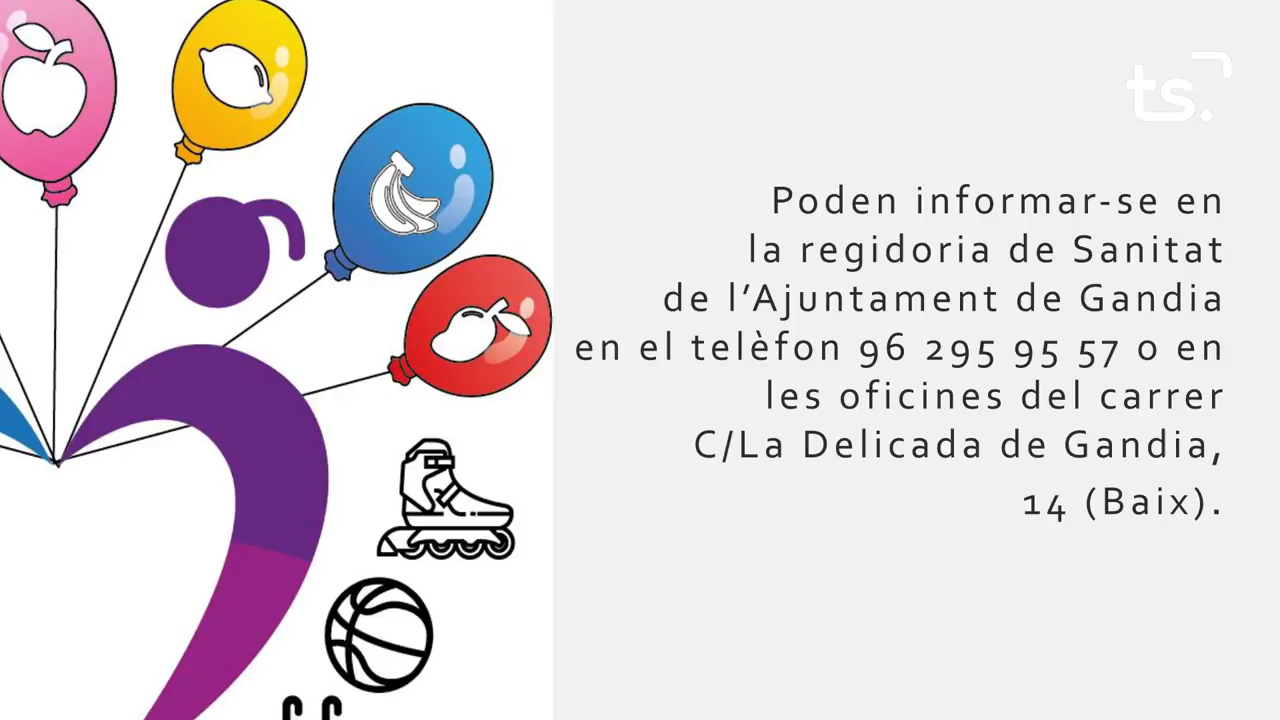 ts.
Poden informar-se en
la regidoria de Sanitat
de l’Ajuntament de Gandia
en el telèfon 96 295 95 57 o en
les oficines del carrer
C/La Delicada de Gandia,
14 (Baix).